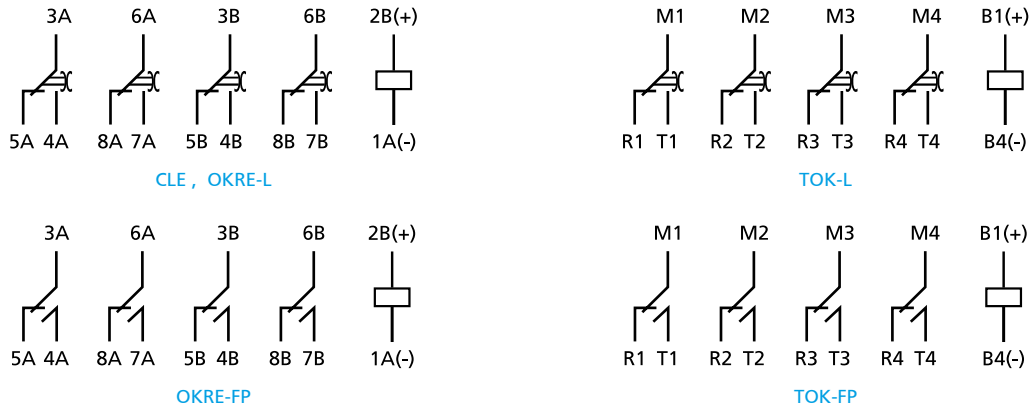 3A 6A 3B 6B 2B(+)
5A 4A 8A 7A 5B 4B 8B 7B 1A(-)
CLE , OKRE-L
M1 M2 M3 M4 B1(+)
R1 T1 R2 T2 R3 T3 R4 T4 B4(-)
TOK-L
3A 6A 3B 6B 2B(+)
5A 4A 8A 7A 5B 4B 8B 7B 1A(-)
OKRE-FP
M1 M2 M3 M4 B1(+)
R1 T1 R2 T2 R3 T3 R4 T4 B4(-)
TOK-FP